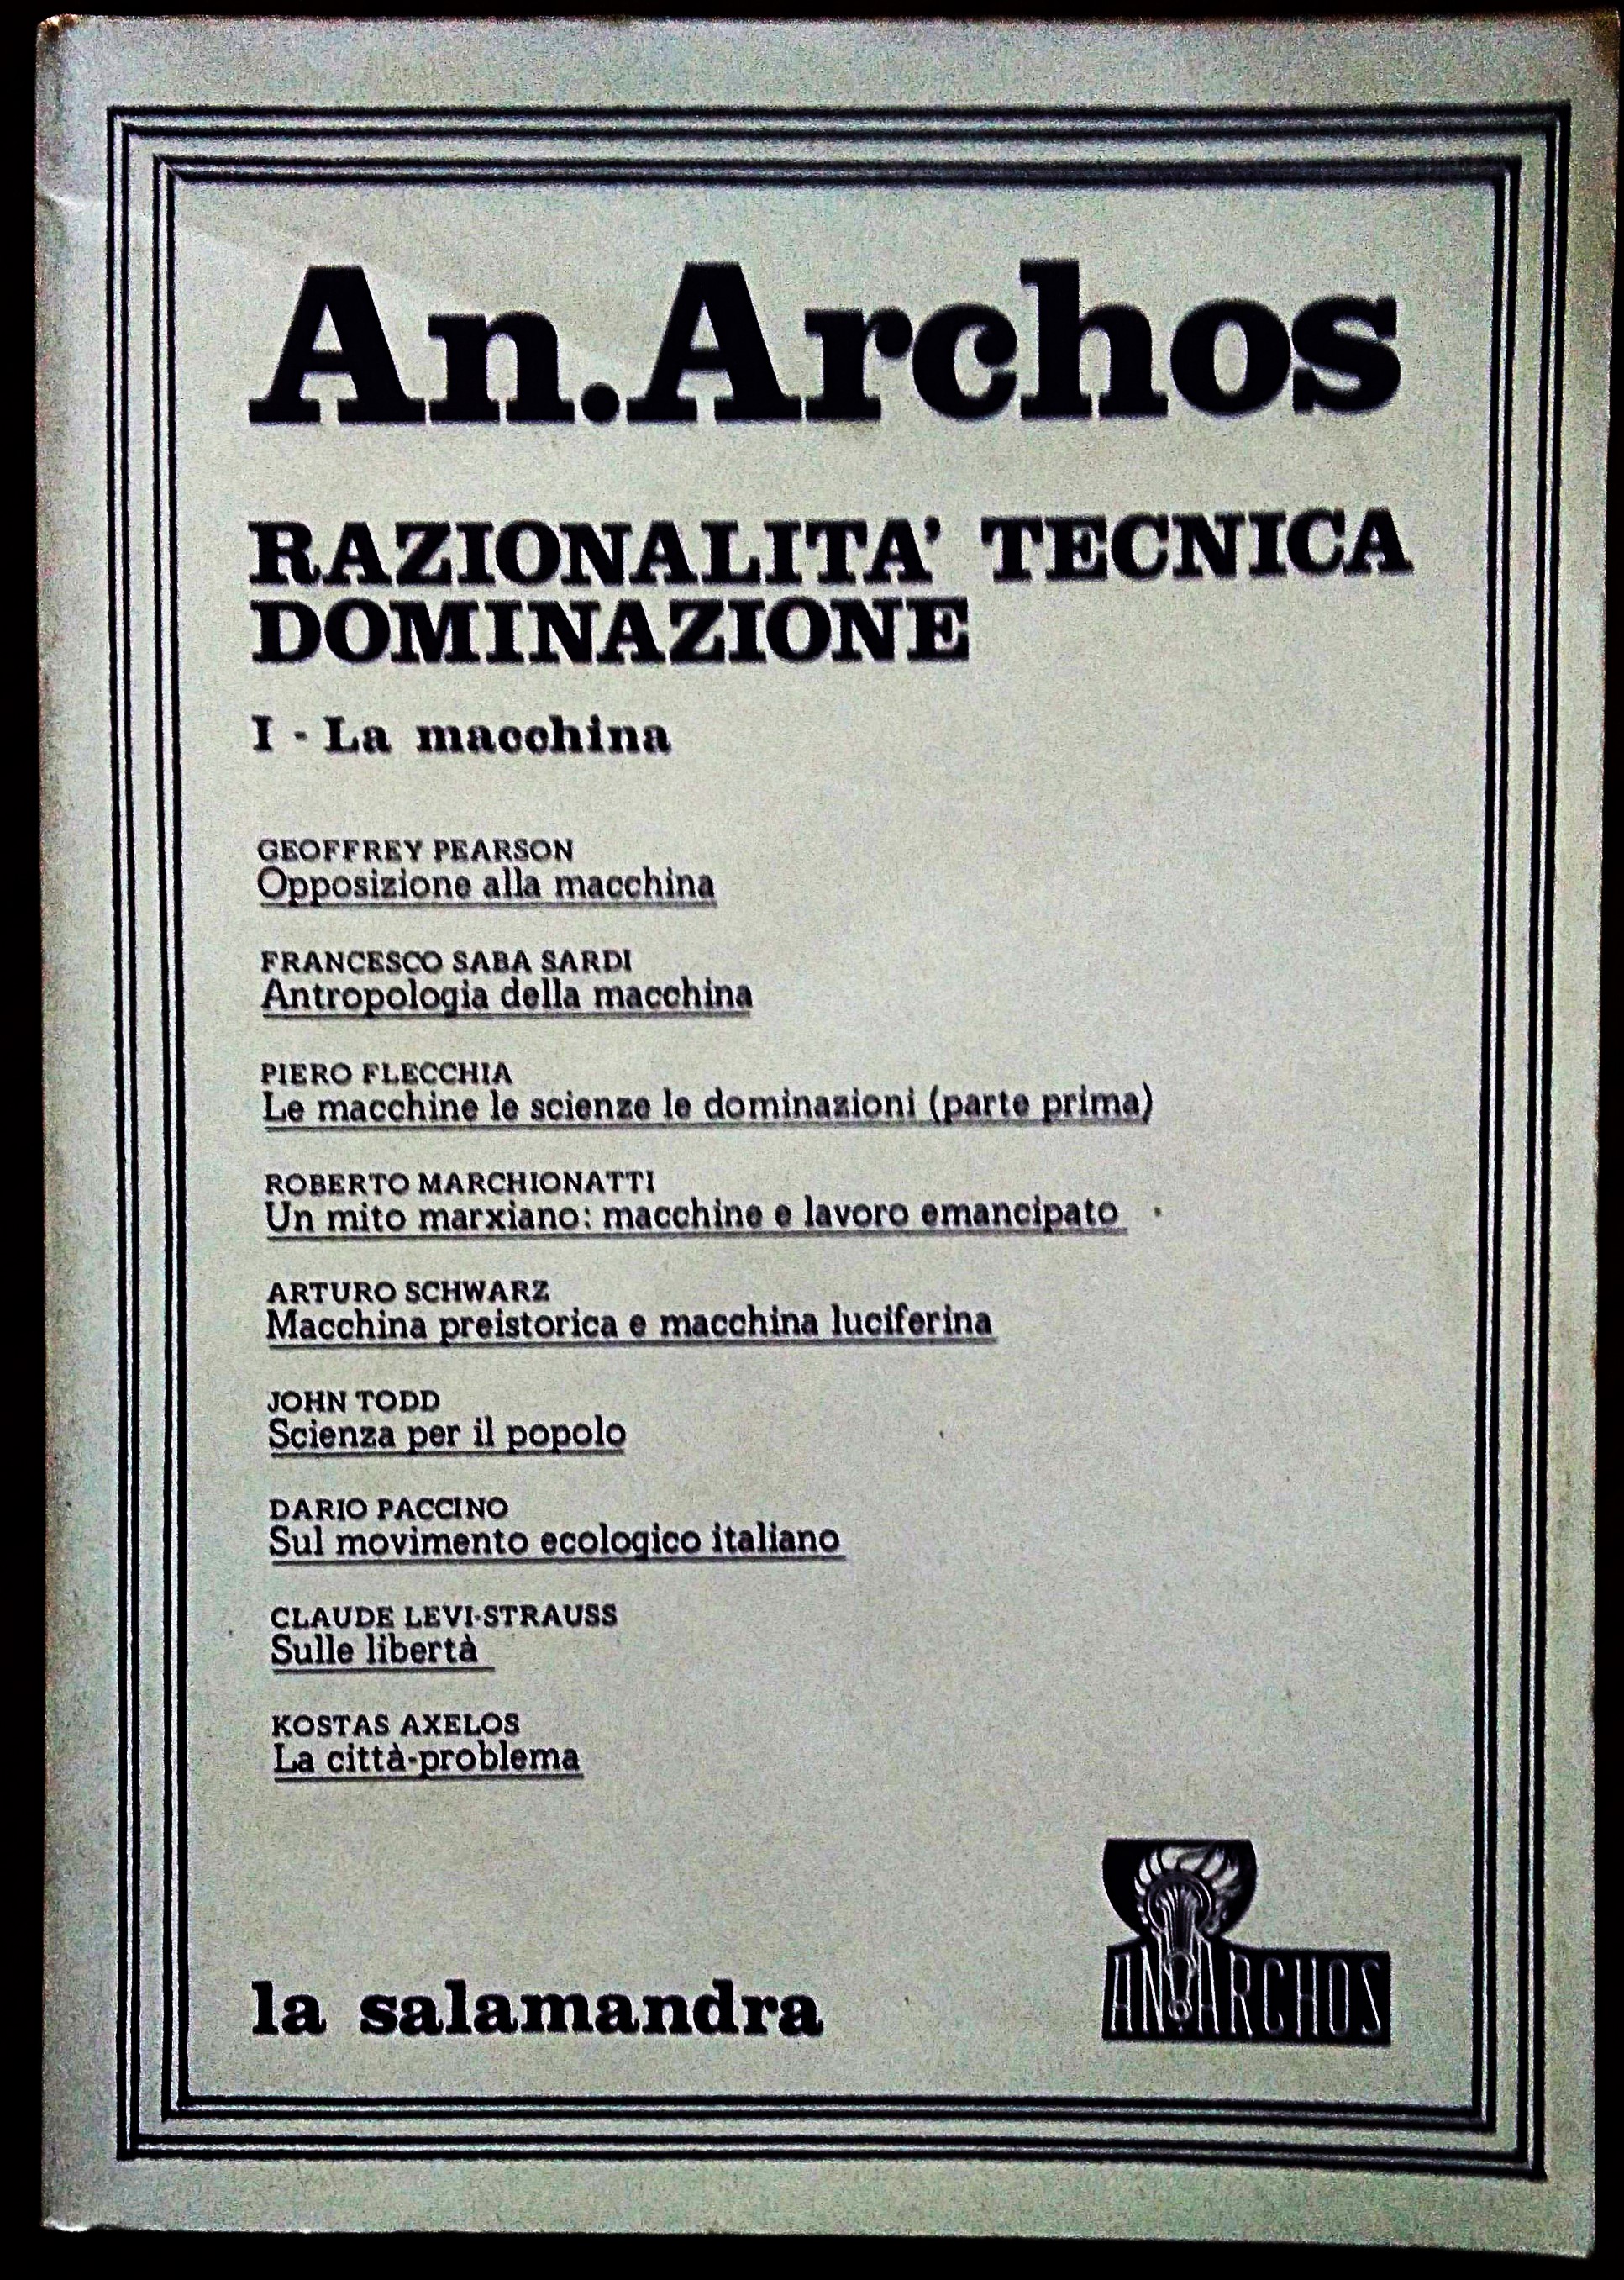 An.Archos
RAZIONALITA' TECNICA
DOMINAZIONE
I - La macchina
GEOFFREY PEARSON
Opposizione alla macchina
FRANCESCO SABA SARDI
Antropologia della macchina
PIERO FLECCHIA
Le macchine le scienze le dominazioni (parte prima)
ROBERTO MARCHIONATTI
Un mito marxiano: macchine e lavoro emancipato
ARTURO SCHWARZ
Macchina preistorica e macchina luciferina
JOHN TODD
Scienza per il popolo
DARIO PACCINO
Sul movimento ecologico italiano
CLAUDE LEVI-STRAUSS
Sulle libertà
KOSTAS AXELOS
La città-problema
la salamandra
AN.ARCHOS